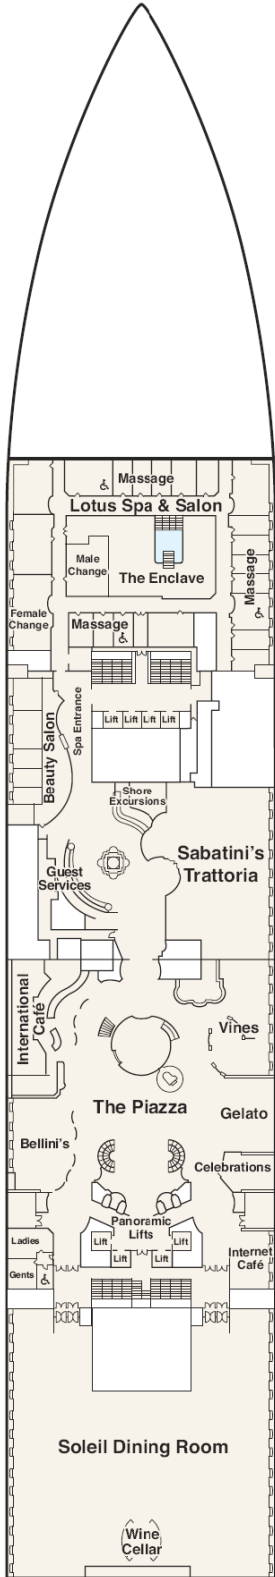 Massage
Lotus Spa & Salon
Male
Change
The Enclave
Massage
Female
Change
Massage
Spa Entrance
Beauty Salon
Lift
Lift
Lift
Lift
Shore
Excursions
Sabatini's
Trattoria
Guest
Services
International
Café
Vines
The Piazza
Gelato
Bellini's
Celebrations
Panoramic
Lifts
Lift
Lift
Lift
Lift
Ladies
Gents
Internet
Café
Soleil Dining Room
Wine
Cellar